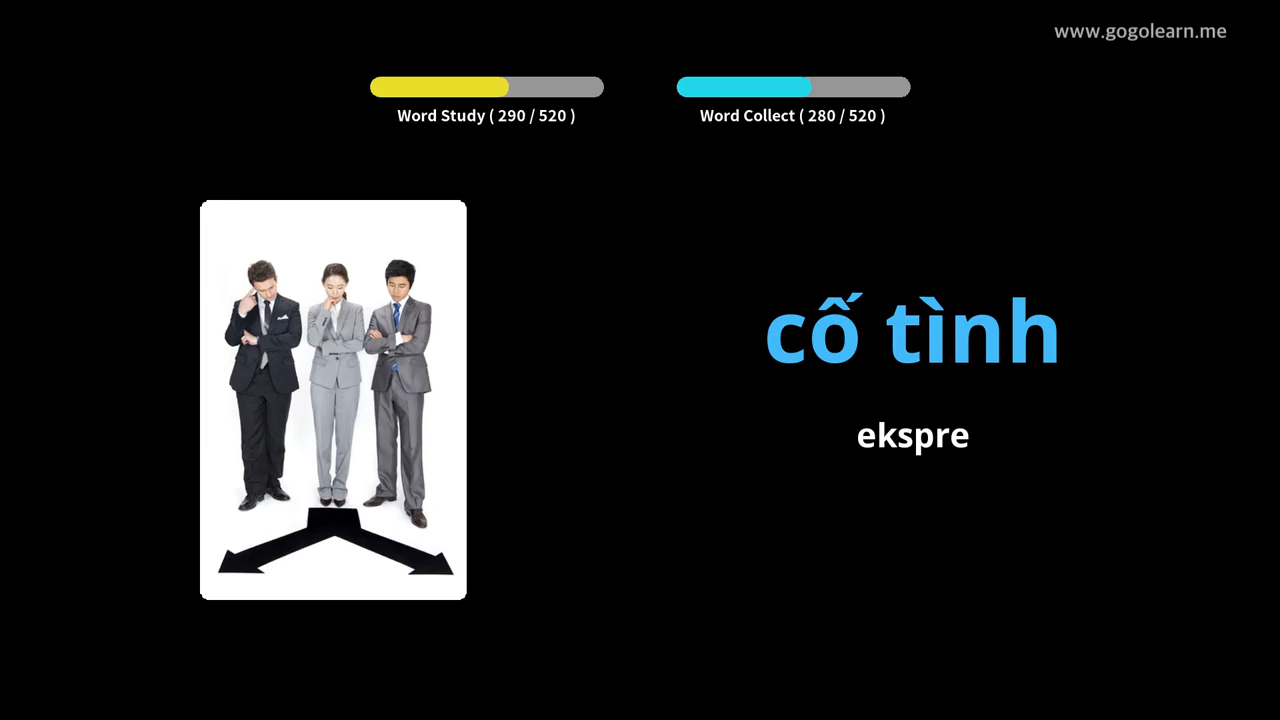 www.gogolearn.me
Word Study ( 290 / 520 )
Word Collect ( 280 / 520 )
cố tình
ekspre